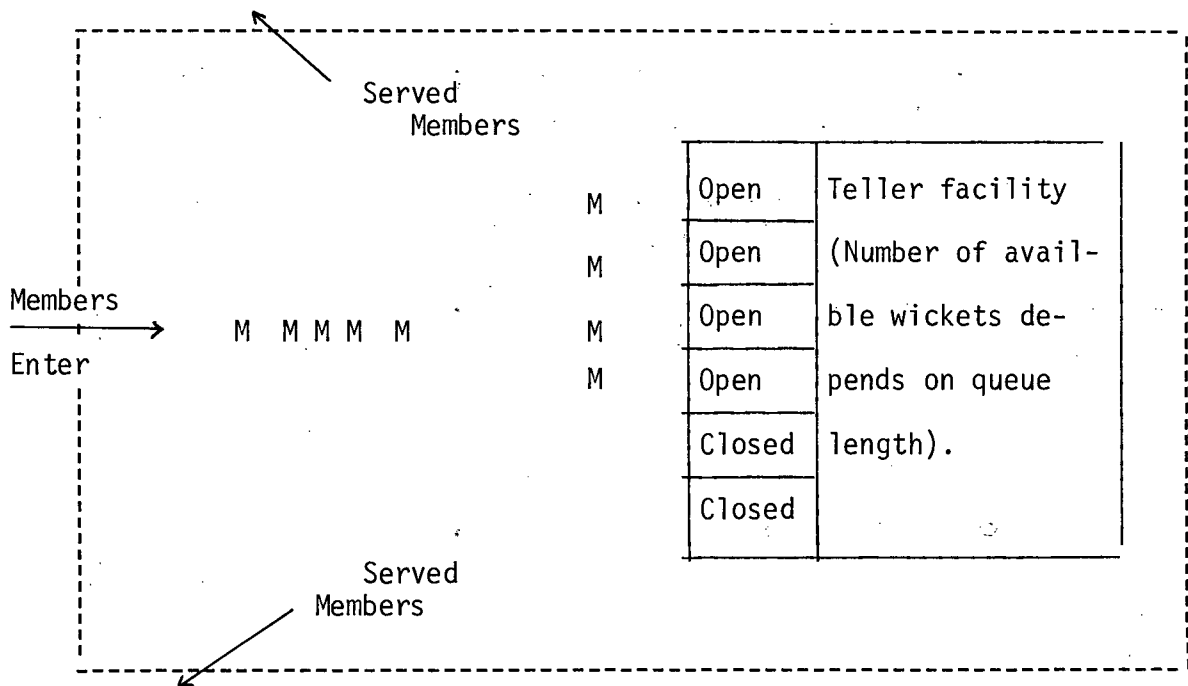 Served
Members
Members
Enter
M M M M M
M
M
M
M
Open
Open
Open
Open
Closed
Closed
Teller facility
(Number of avail-
ble wickets de-
pends on queue
length).
Served
Members